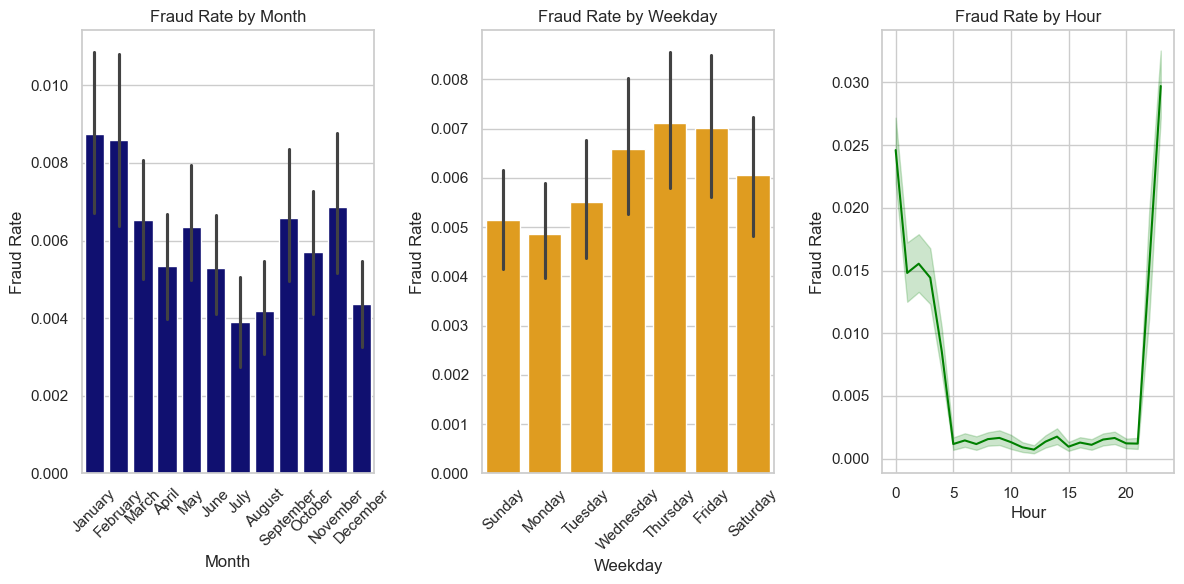 Fraud Rate by Month
Fraud Rate
0.010
0.008
0.006
0.004
0.002
0.000
January
February
March
April
May
June
July
August
September
October
November
December
Month
Fraud Rate by Weekday
Fraud Rate
0.008
0.007
0.006
0.005
0.004
0.003
0.002
0.001
0.000
Sunday
Monday
Tuesday
Wednesday
Thursday
Friday
Saturday
Weekday
Fraud Rate by Hour
Fraud Rate
0.030
0.025
0.020
0.015
0.010
0.005
0.000
0
5
10
15
20
Hour